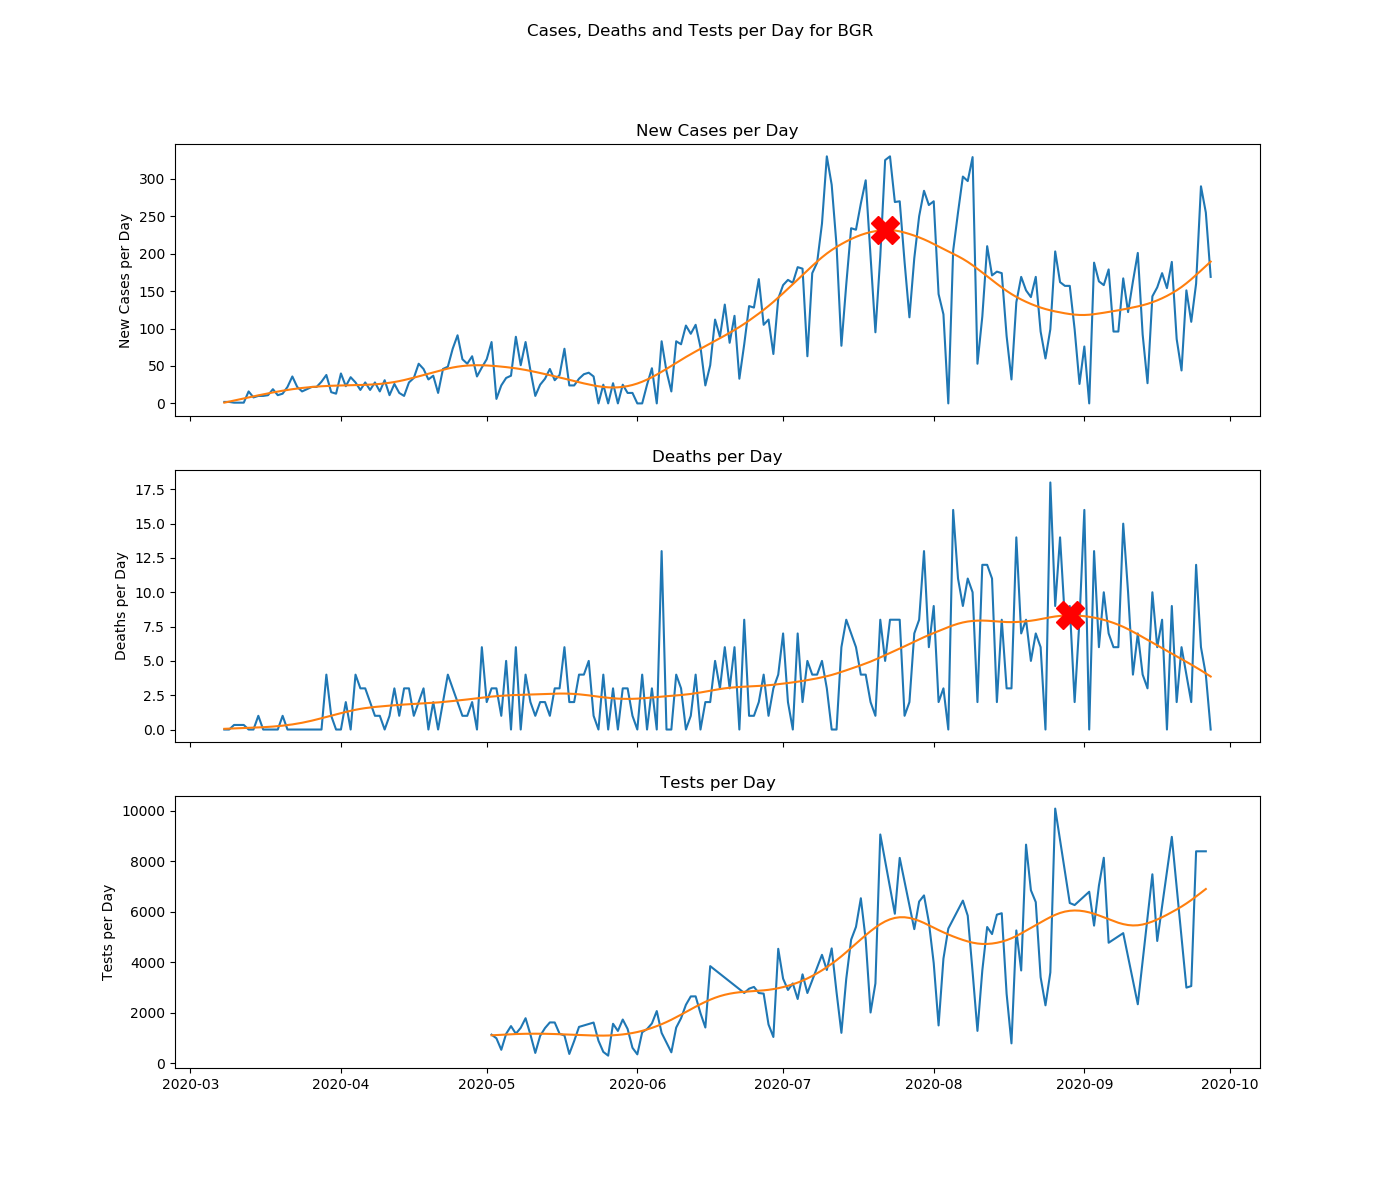 Cases, Deaths and Tests per Day for BGR
New Cases per Day
New Cases per Day
300
250
200
150
100
50
0
Deaths per Day
Deaths per Day
17.5
15.0
12.5
10.0
7.5
5.0
2.5
0.0
Tests per Day
Tests per Day
10000
8000
6000
4000
2000
0
2020-03 2020-04 2020-05 2020-06 2020-07 2020-08 2020-09 2020-10